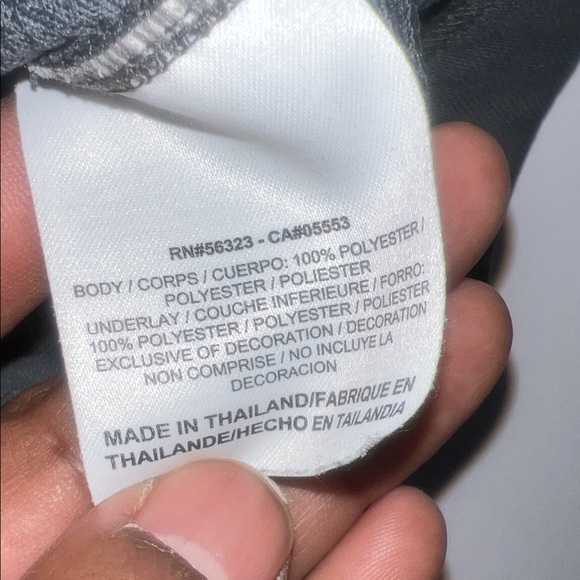 RN#56323 - CA#05553
BODY / CORPS / CUERPO: 100% POLYESTER /
POLYESTER / POLIESTER
UNDERLAY / COUCHE INFERIEURE / FORRO:
100% POLYESTER / POLYESTER / POLIESTER
EXCLUSIVE OF DECORATION / DECORATION
NON COMPRISE / NO INCLUYE LA
DECORACION
MADE IN THAILAND/FABRIQUE EN
THAILANDE/HECHO EN TAILANDIA